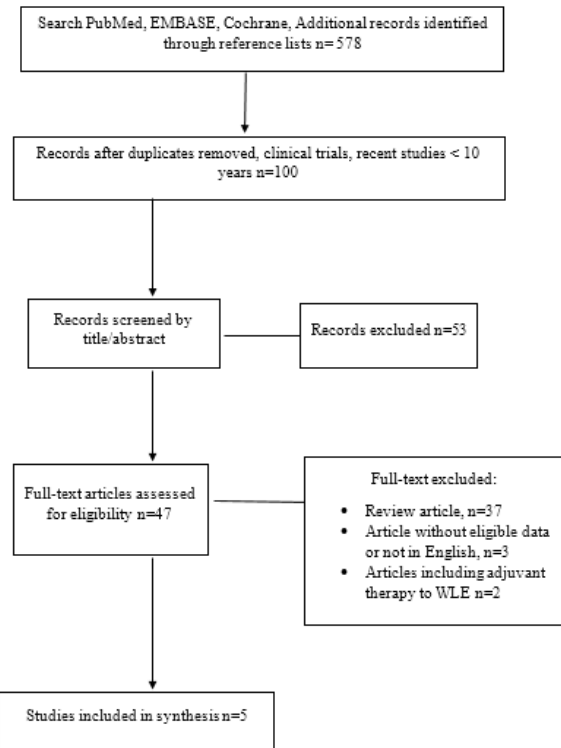 Search PubMed, EMBASE, Cochrane, Additional records identified
through reference lists n= 578
Records after duplicates removed, clinical trials, recent studies < 10
years n=100
Records screened by
title/abstract
Records excluded n=53
Full-text articles assessed
for eligibility n=47
Full-text excluded:
• Review article, n=37
• Article without eligible data
or not in English, n=3
• Articles including adjuvant
therapy to WLE n=2
Studies included in synthesis n=5